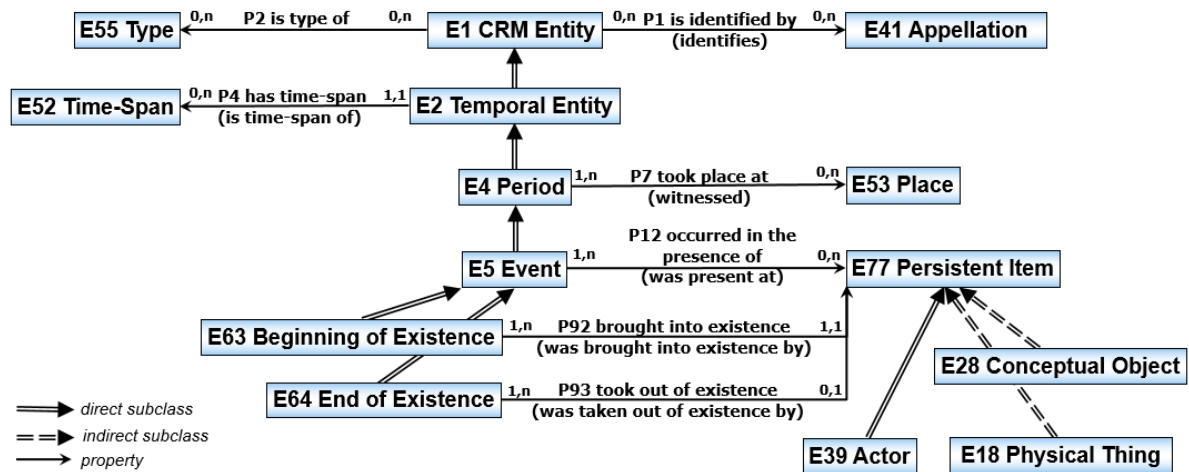 E55 Type
0,n P2 is type of 0,n
E1 CRM Entity
0,n P1 is identified by 0,n
(identifies)
E41 Appellation
E52 Time-Span
0,n P4 has time-span 1,1
(is time-span of)
E2 Temporal Entity
E4 Period
1,n P7 took place at 0,n
(witnessed)
E53 Place
E5 Event
1,n P12 occurred in the
presence of 0,n
(was present at)
E77 Persistent Item
E63 Beginning of Existence
1,n P92 brought into existence 1,1
(was brought into existence by)
E28 Conceptual Object
E64 End of Existence
1,n P93 took out of existence 0,1
(was taken out of existence by)
E39 Actor
E18 Physical Thing
direct subclass
indirect subclass
property